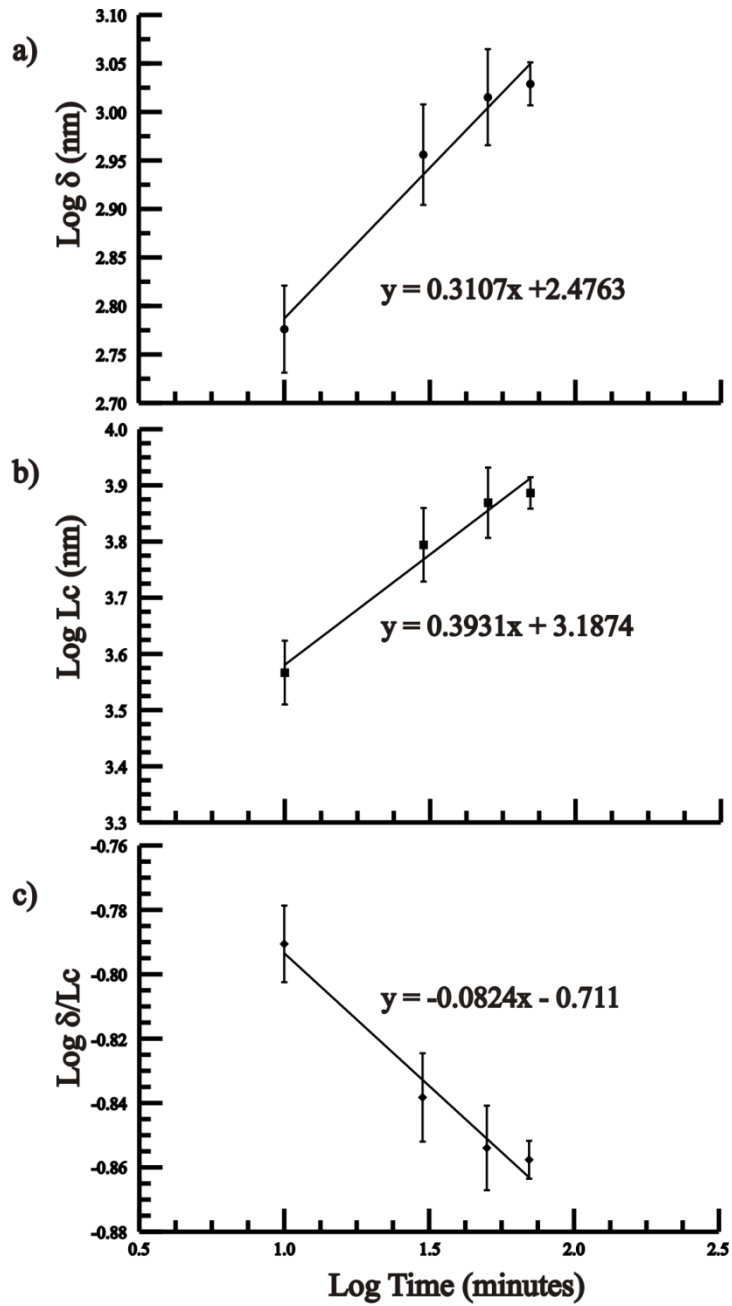 a)
Log δ (nm)
3.10
3.05
3.00
2.95
2.90
2.85
2.80
2.75
2.70
y = 0.3107x +2.4763
b)
Log Lc (nm)
4.0
3.9
3.8
3.7
3.6
3.5
3.4
3.3
y = 0.3931x + 3.1874
c)
Log δ/Lc
-0.76
-0.78
-0.80
-0.82
-0.84
-0.86
-0.88
y = -0.0824x - 0.711
0.5 1.0 1.5 2.0 2.5
Log Time (minutes)